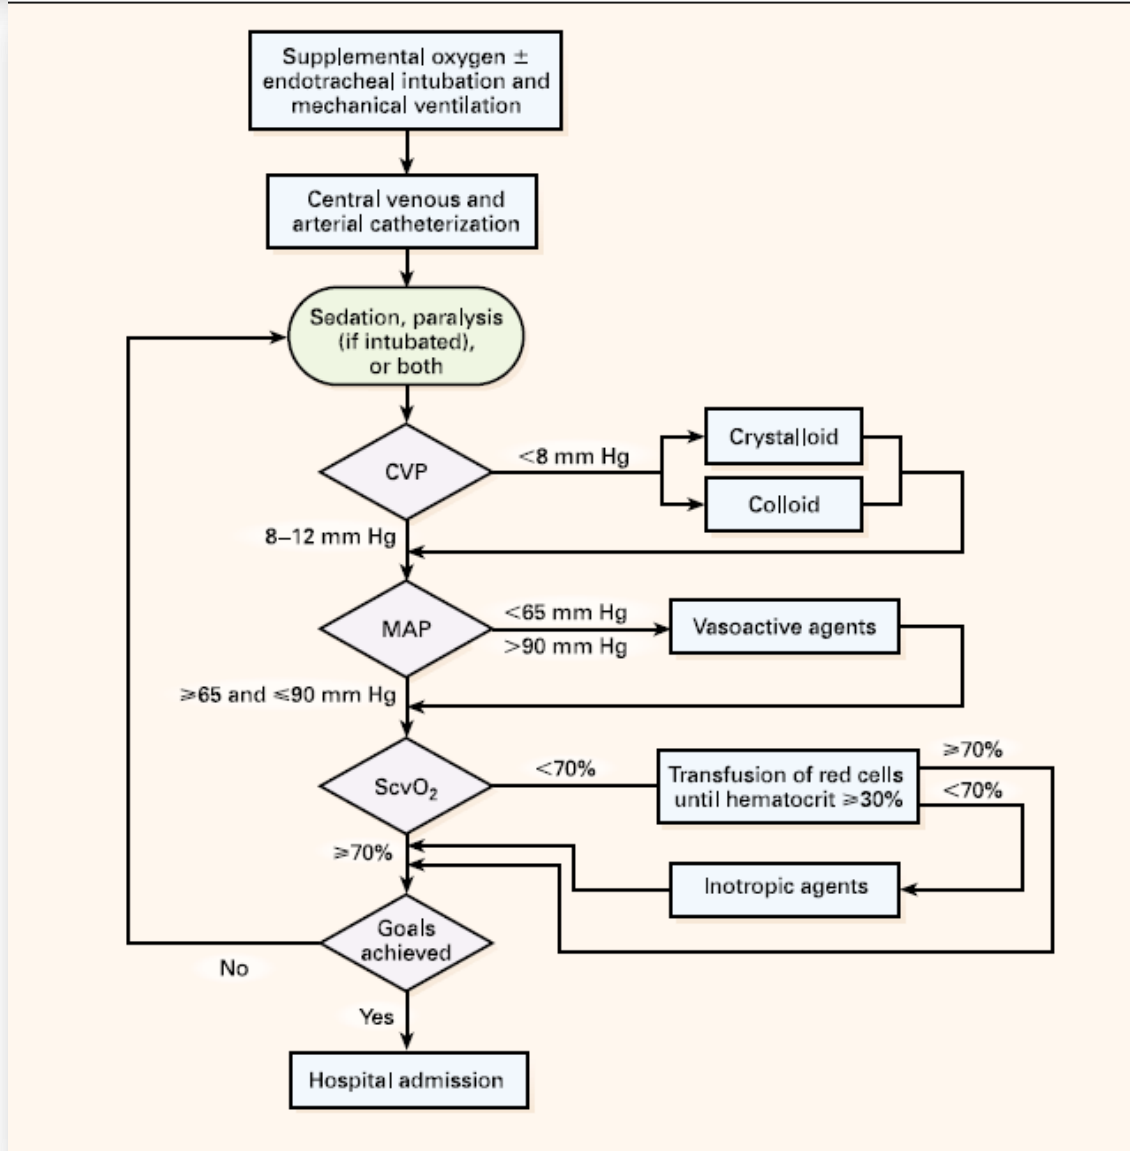 Supplemental oxygen ±
endotracheal intubation and
mechanical ventilation
Central venous and
arterial catheterization
Sedation, paralysis
(if intubated),
or both
CVP
<8 mm Hg
Crystalloid
Colloid
8–12 mm Hg
MAP
<65 mm Hg
>90 mm Hg
Vasoactive agents
≥65 and ≤90 mm Hg
ScvO₂
<70%
Transfusion of red cells
until hematocrit ≥30%
≥70%
<70%
≥70%
Inotropic agents
Goals
achieved
No
Yes
Hospital admission